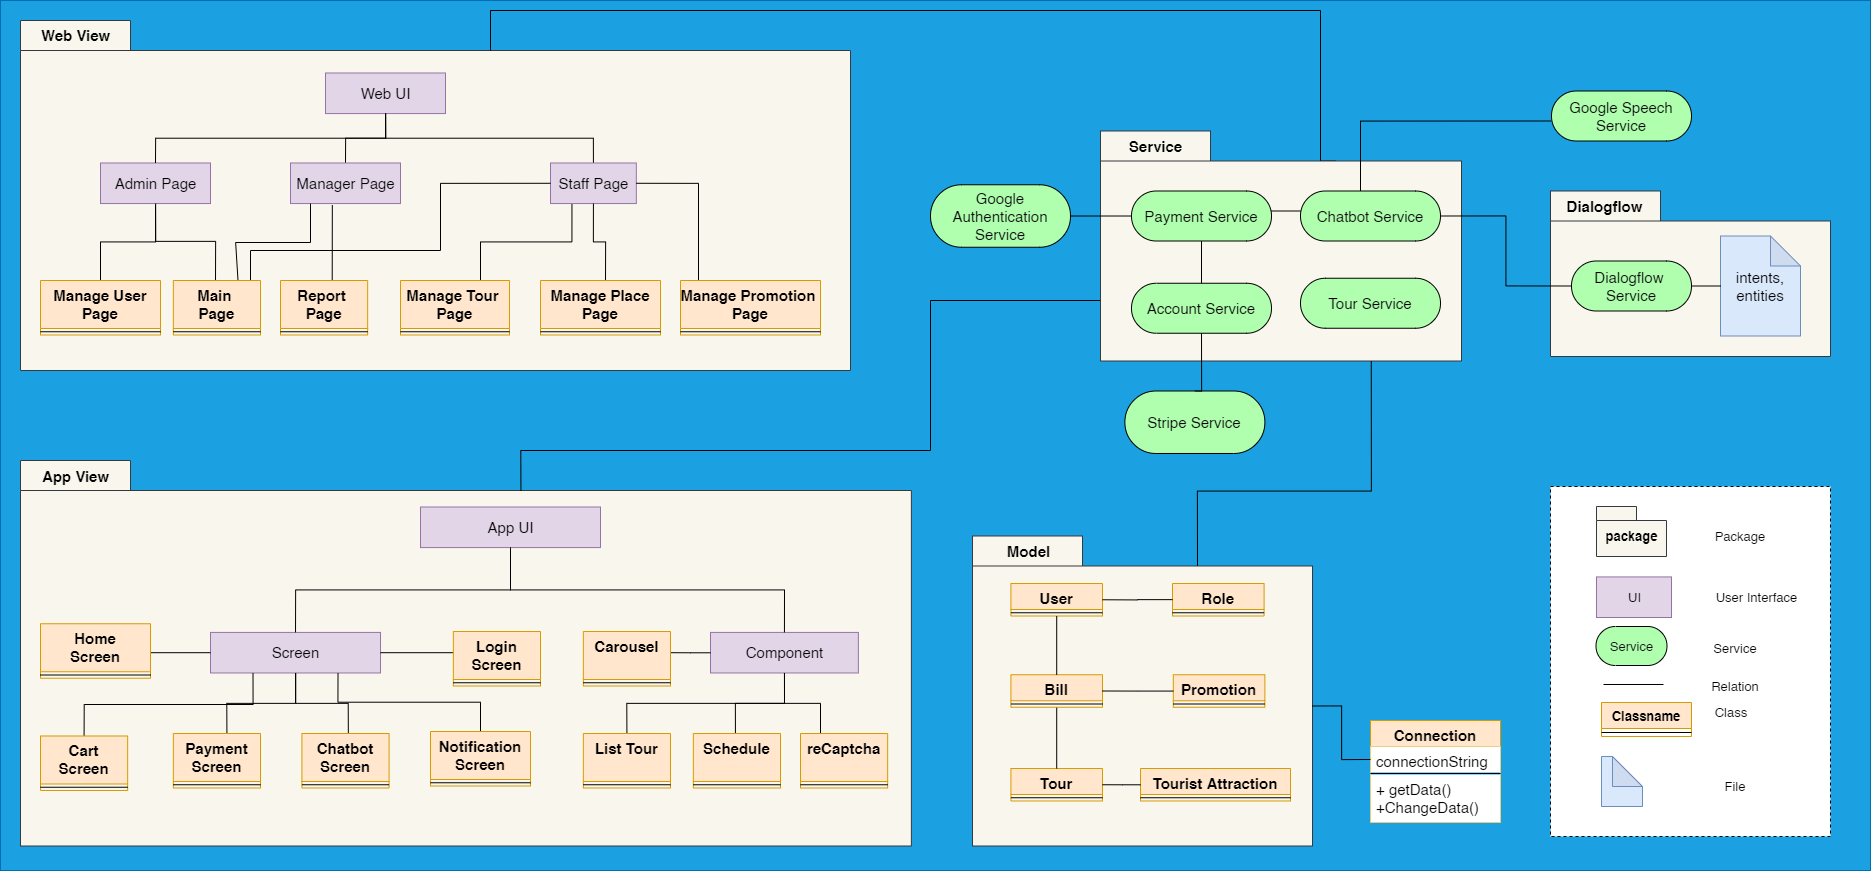 Web View
Web UI
Admin Page
Manager Page
Staff Page
Manage User
Page
Main
Page
Report
Page
Manage Tour
Page
Manage Place
Page
Manage Promotion
Page
Service
Google
Authentication
Service
Payment Service
Chatbot Service
Account Service
Tour Service
Stripe Service
Google Speech
Service
Dialogflow
Dialogflow
Service
intents,
entities
App View
App UI
Home
Screen
Screen
Login
Screen
Carousel
Component
Cart
Screen
Payment
Screen
Chatbot
Screen
Notification
Screen
List Tour
Schedule
reCaptcha
Model
User
Role
Bill
Promotion
Tour
Tourist Attraction
Connection
connectionString
+ getData()
+ChangeData()
package
Package
UI
User Interface
Service
Service
Relation
Classname
Class
File